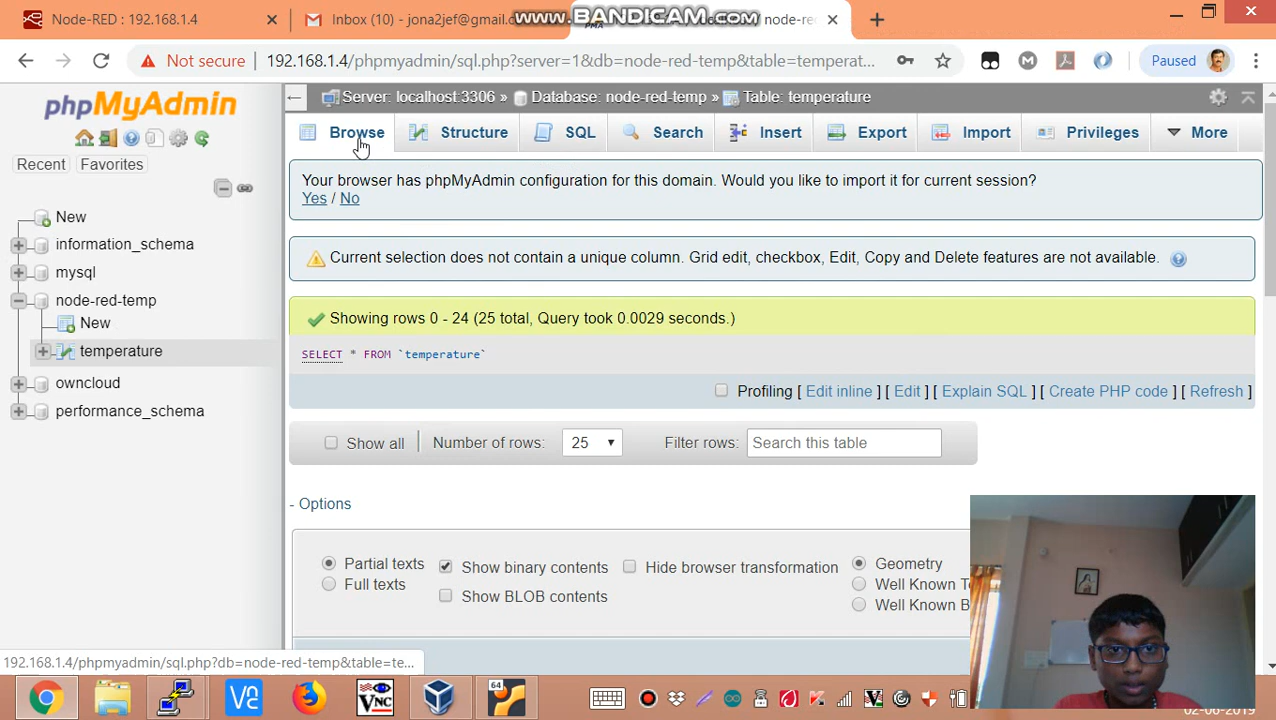 Node-RED : 192.168.1.4
Inbox (10) - jona2jef@gmail.c
www.BANDICAM.com
node-re
Not secure
192.168.1.4/phpmyadmin/sql.php?server=1&db=node-red-temp&table=temperat...
Paused
phpMyAdmin
Recent
Favorites
New
information_schema
mysql
node-red-temp
New
temperature
owncloud
performance_schema
Server: localhost:3306 » Database: node-red-temp » Table: temperature
Browse
Structure
SQL
Search
Insert
Export
Import
Privileges
More
Your browser has phpMyAdmin configuration for this domain. Would you like to import it for current session?
Yes / No
Current selection does not contain a unique column. Grid edit, checkbox, Edit, Copy and Delete features are not available.
Showing rows 0 - 24 (25 total, Query took 0.0029 seconds.)
SELECT * FROM `temperature`
Profiling [ Edit inline ] [ Edit ] [ Explain SQL ] [ Create PHP code ] [ Refresh ]
Show all
Number of rows: 25
Filter rows: Search this table
- Options
Partial texts
Full texts
Show binary contents
Show BLOB contents
Hide browser transformation
Geometry
Well Known T
Well Known B
192.168.1.4/phpmyadmin/sql.php?db=node-red-temp&table=te...
64
02-06-2019